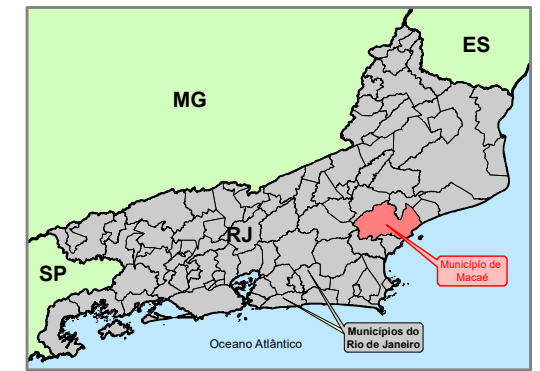 ES
MG
RJ
Município de
Macaé
SP
Municípios do
Rio de Janeiro
Oceano Atlântico